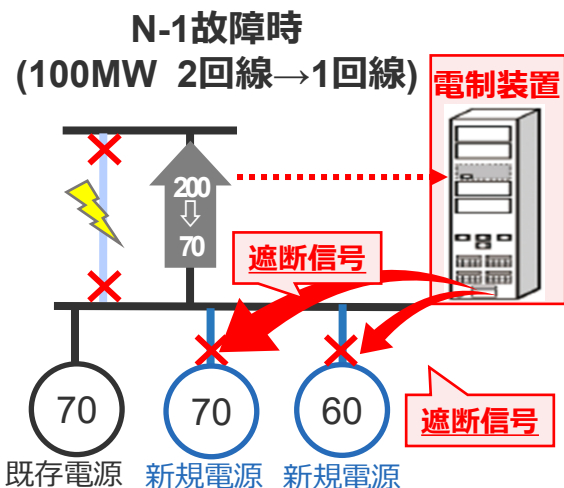 N-1故障時
(100MW 2回線→1回線)
電制装置
200
⇩
70
遮断信号
70
70
60
遮断信号
既存電源
新規電源
新規電源